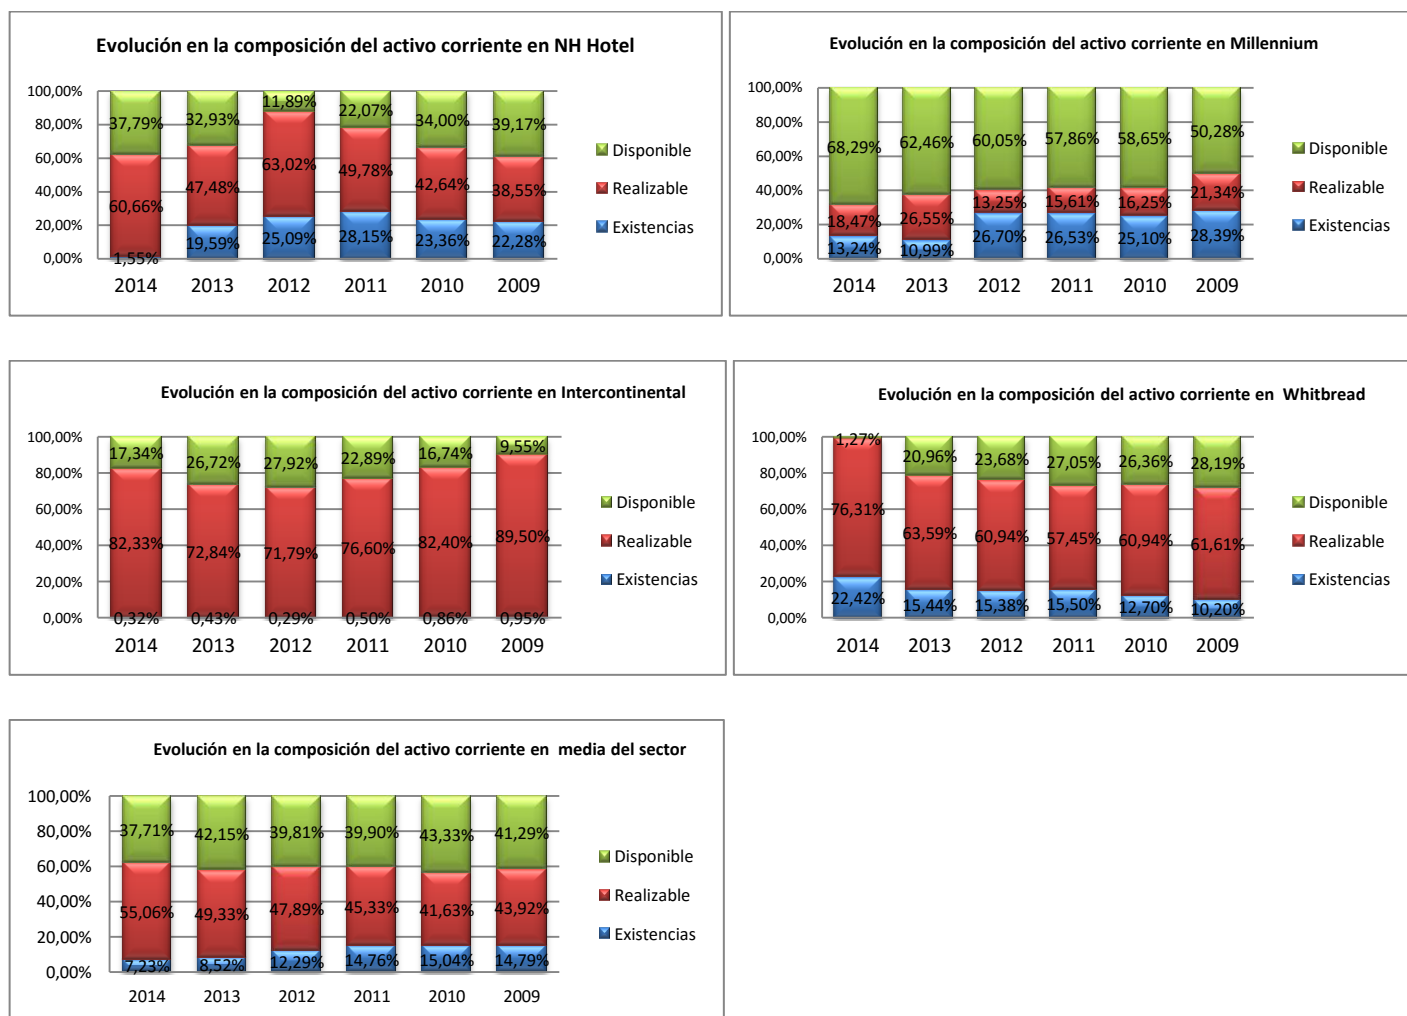 Evolución en la composición del activo corriente en NH Hotel
100,00%
80,00%
60,00%
40,00%
20,00%
0,00%
37,79% 32,93% 11,89% 22,07% 34,00% 39,17%
60,66% 47,48% 63,02% 49,78% 42,64% 38,55%
1,55% 19,59% 25,09% 28,15% 23,36% 22,28%
2014 2013 2012 2011 2010 2009
Disponible
Realizable
Existencias
Evolución en la composición del activo corriente en Millennium
100,00%
80,00%
60,00%
40,00%
20,00%
0,00%
68,29% 62,46% 60,05% 57,86% 58,65% 50,28%
18,47% 26,55% 13,25% 15,61% 16,25% 21,34%
13,24% 10,99% 26,70% 26,53% 25,10% 28,39%
2014 2013 2012 2011 2010 2009
Disponible
Realizable
Existencias
Evolución en la composición del activo corriente en Intercontinental
100,00%
80,00%
60,00%
40,00%
20,00%
0,00%
17,34% 26,72% 27,92% 22,89% 16,74% 9,55%
82,33% 72,84% 71,79% 76,60% 82,40% 89,50%
0,32% 0,43% 0,29% 0,50% 0,86% 0,95%
2014 2013 2012 2011 2010 2009
Disponible
Realizable
Existencias
Evolución en la composición del activo corriente en Whitbread
100,00%
80,00%
60,00%
40,00%
20,00%
0,00%
1,27% 20,96% 23,68% 27,05% 26,36% 28,19%
76,31% 63,59% 60,94% 57,45% 60,94% 61,61%
22,42% 15,44% 15,38% 15,50% 12,70% 10,20%
2014 2013 2012 2011 2010 2009
Disponible
Realizable
Existencias
Evolución en la composición del activo corriente en media del sector
100,00%
80,00%
60,00%
40,00%
20,00%
0,00%
37,71% 42,15% 39,81% 39,90% 43,33% 41,29%
55,06% 49,33% 47,89% 45,33% 41,63% 43,92%
7,23% 8,52% 12,29% 14,76% 15,04% 14,79%
2014 2013 2012 2011 2010 2009
Disponible
Realizable
Existencias